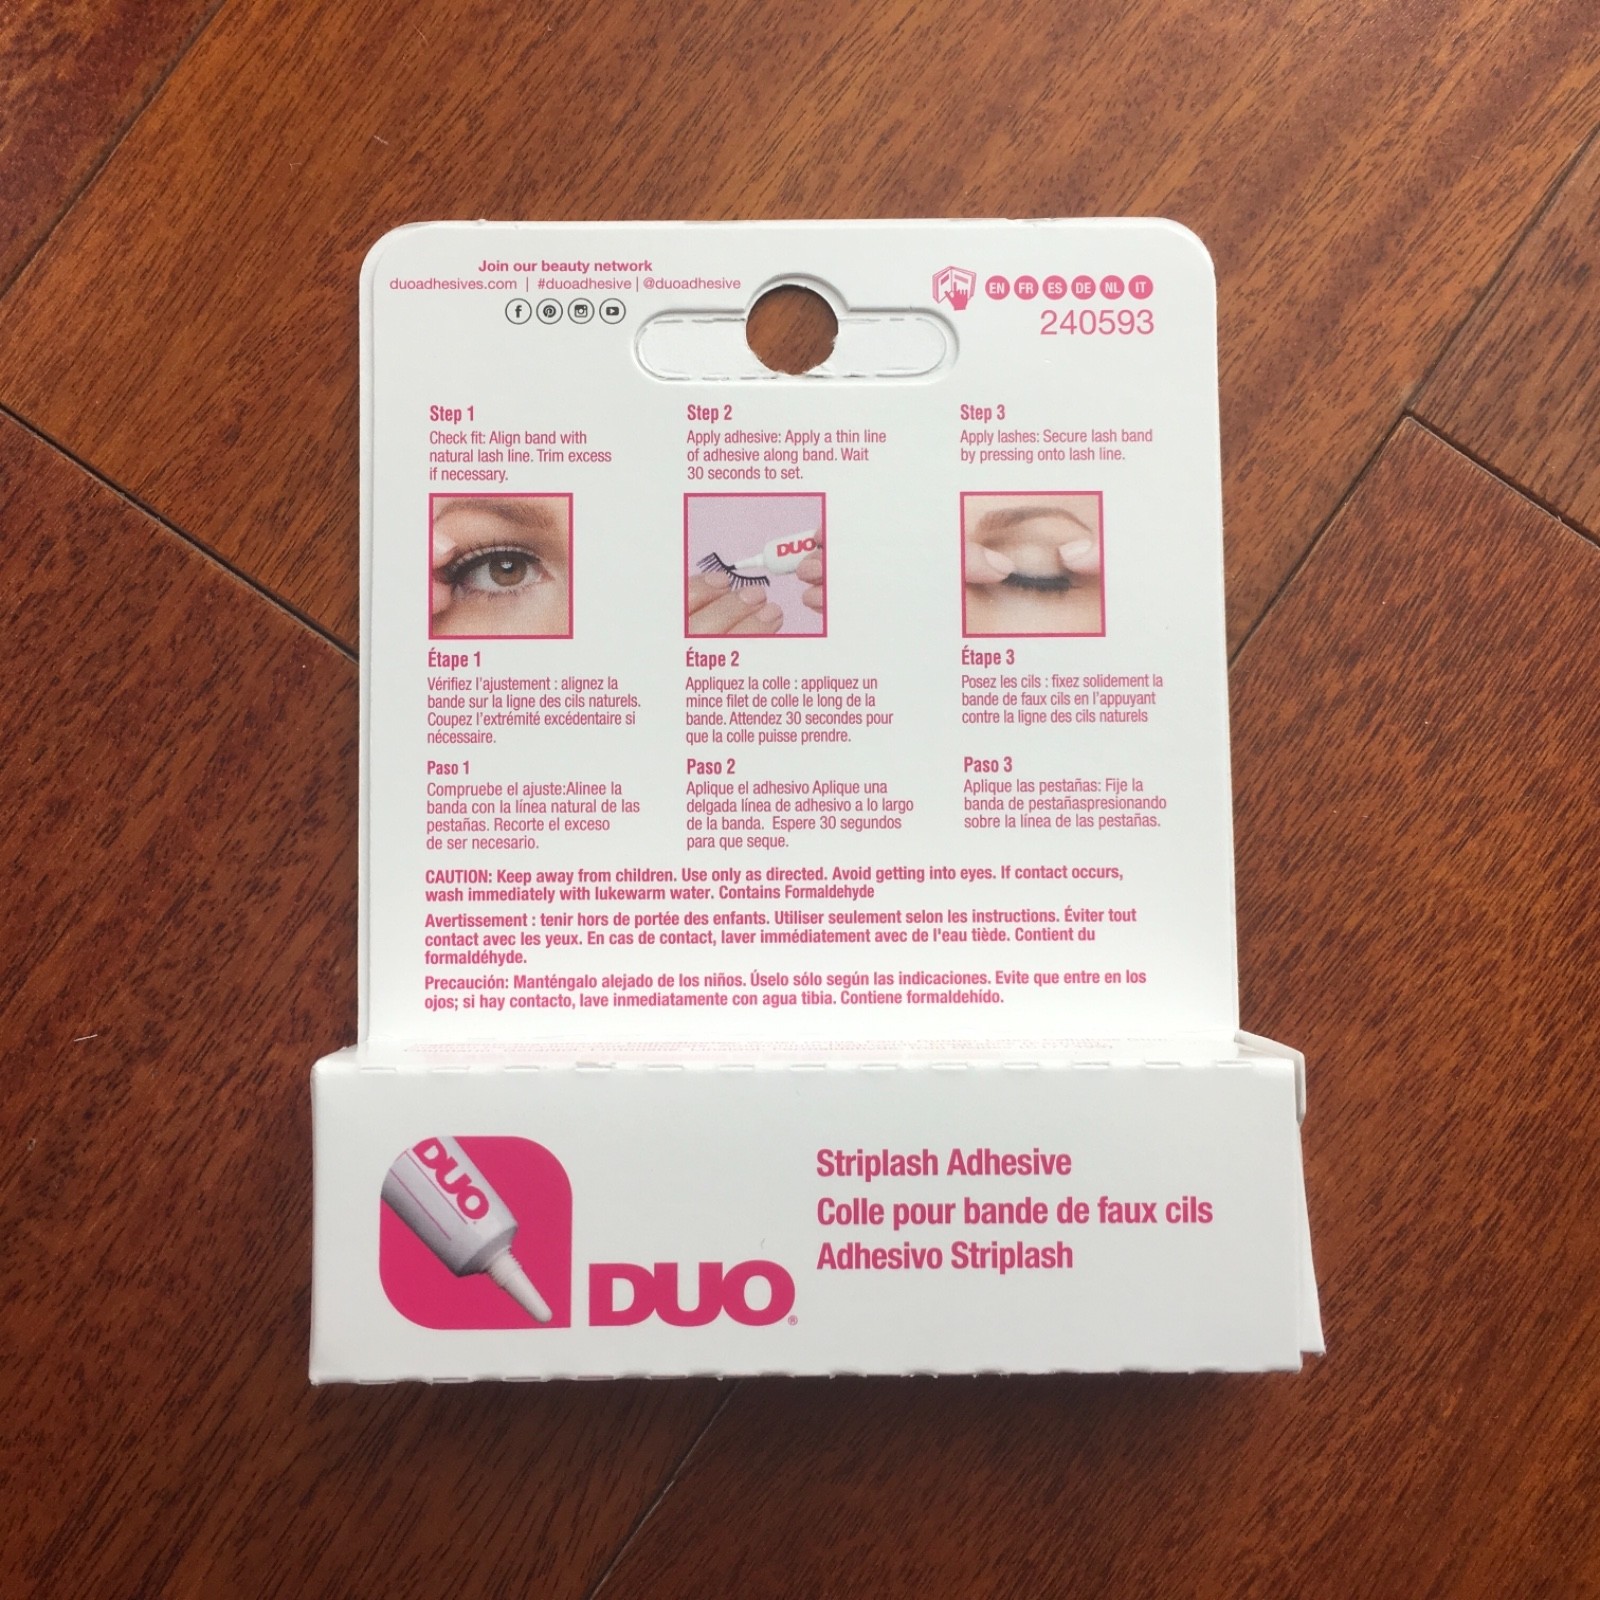 Join our beauty network
duoadhesives.com | #duoadhesive | @duoadhesive
EN FR ES DE NL IT
240593
Step 1
Check fit: Align band with
natural lash line. Trim excess
if necessary.
Step 2
Apply adhesive: Apply a thin line
of adhesive along band. Wait
30 seconds to set.
Step 3
Apply lashes: Secure lash band
by pressing onto lash line.
DUO
Étape 1
Vérifiez l'ajustement : alignez la
bande sur la ligne des cils naturels.
Coupez l'extrémité excédentaire si
nécessaire.
Étape 2
Appliquez la colle : appliquez un
mince filet de colle le long de la
bande. Attendez 30 secondes pour
que la colle puisse prendre.
Étape 3
Posez les cils : fixez solidement la
bande de faux cils en l'appuyant
contre la ligne des cils naturels
Paso 1
Compruebe el ajuste:Alinee la
banda con la línea natural de las
pestañas. Recorte el exceso
de ser necesario.
Paso 2
Aplique el adhesivo Aplique una
delgada línea de adhesivo a lo largo
de la banda. Espere 30 segundos
para que seque.
Paso 3
Aplique las pestañas: Fije la
banda de pestañaspresionando
sobre la línea de las pestañas.
CAUTION: Keep away from children. Use only as directed. Avoid getting into eyes. If contact occurs,
wash immediately with lukewarm water. Contains Formaldehyde
Avertissement : tenir hors de portée des enfants. Utiliser seulement selon les instructions. Éviter tout
contact avec les yeux. En cas de contact, laver immédiatement avec de l'eau tiède. Contient du
formaldéhyde.
Precaución: Manténgalo alejado de los niños. Úselo sólo según las indicaciones. Evite que entre en los
ojos; si hay contacto, lave inmediatamente con agua tibia. Contiene formaldehído.
DUO
DUO®
Striplash Adhesive
Colle pour bande de faux cils
Adhesivo Striplash